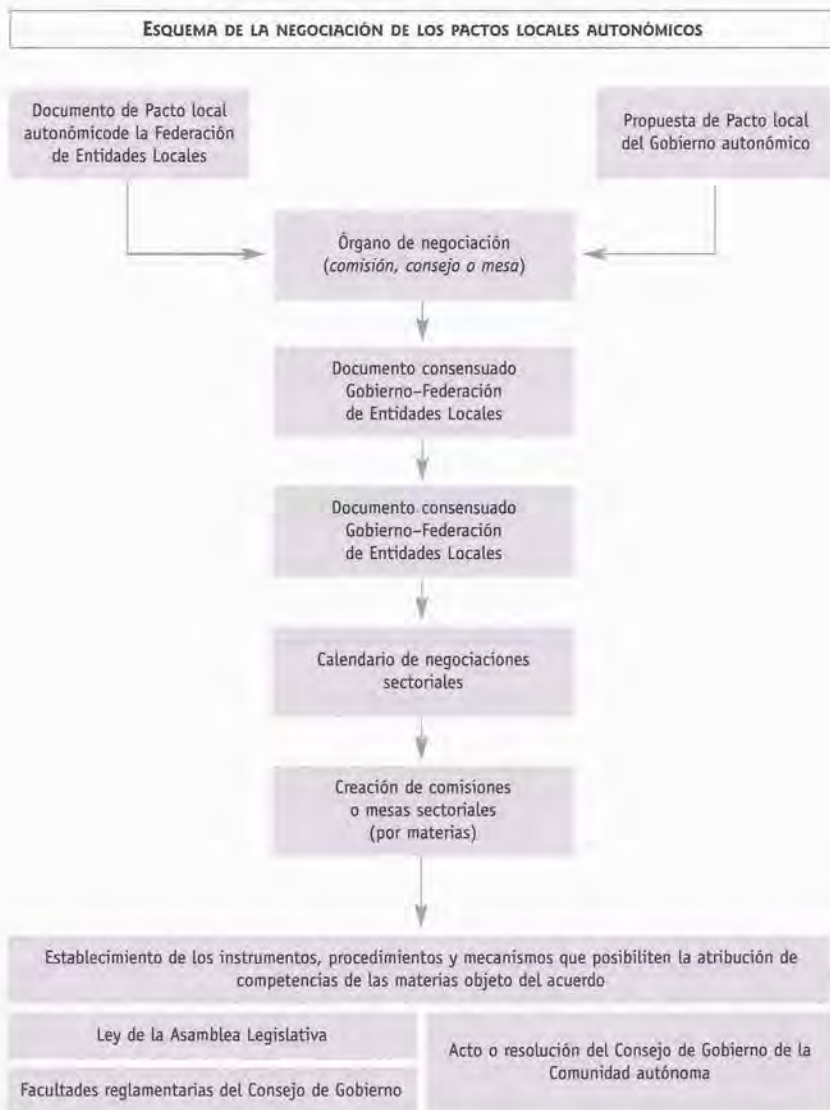 ESQUEMA DE LA NEGOCIACIÓN DE LOS PACTOS LOCALES AUTONÓMICOS
Documento de Pacto local
autonómicode la Federación
de Entidades Locales
Propuesta de Pacto local
del Gobierno autonómico
Órgano de negociación
(comisión, consejo o mesa)
Documento consensuado
Gobierno–Federación
de Entidades Locales
Documento consensuado
Gobierno–Federación
de Entidades Locales
Calendario de negociaciones
sectoriales
Creación de comisiones
o mesas sectoriales
(por materias)
Establecimiento de los instrumentos, procedimientos y mecanismos que posibiliten la atribución de
competencias de las materias objeto del acuerdo
Ley de la Asamblea Legislativa
Facultades reglamentarias del Consejo de Gobierno
Acto o resolución del Consejo de Gobierno de la
Comunidad autónoma